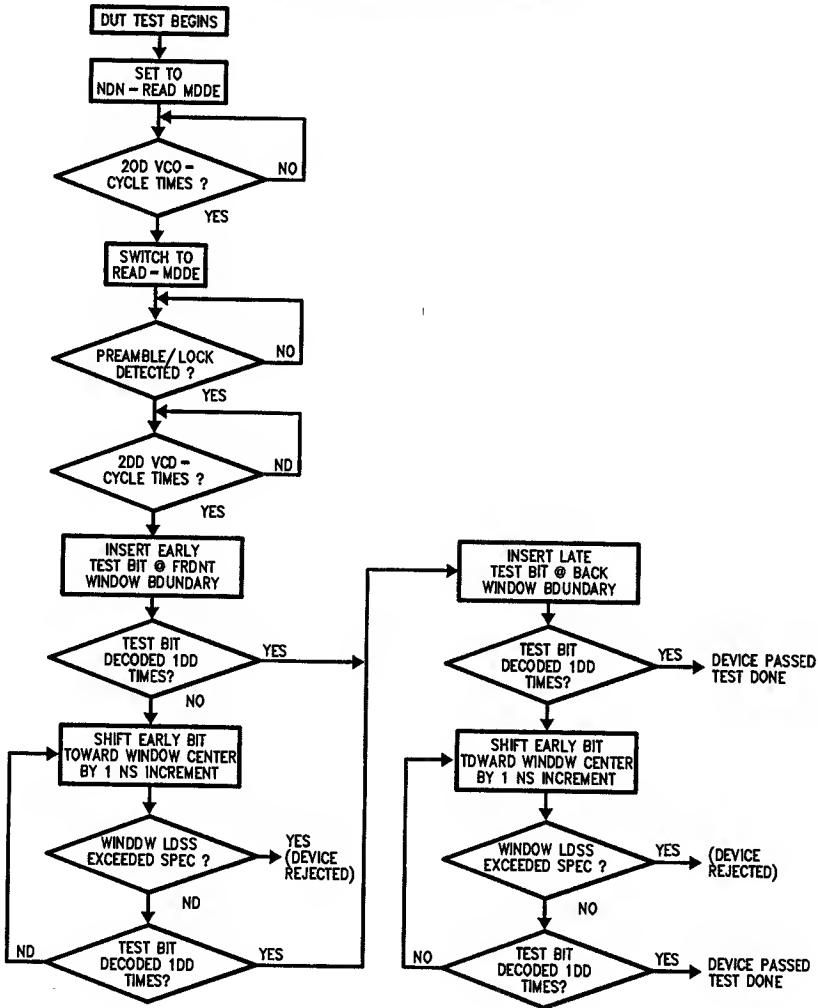 DUT TEST BEGINS
SET TO
NDN - READ MDDE
20D VCO -
CYCLE TIMES ?
NO
YES
SWITCH TO
READ - MDDE
PREAMBLE/LOCK
DETECTED ?
NO
YES
2DD VCD -
CYCLE TIMES ?
ND
YES
INSERT EARLY
TEST BIT @ FRDNT
WINDOW BDUNDARY
TEST BIT
DECODED 1DD
TIMES?
YES
NO
SHIFT EARLY BIT
TOWARD WINDOW CENTER
BY 1 NS INCREMENT
WINDDW LDSS
EXCEEDED SPEC ?
YES
(DEVICE
REJECTED)
ND
TEST BIT
DECODED 1DD
TIMES?
ND
YES
INSERT LATE
TEST BIT @ BACK
WINDOW BDUNDARY
TEST BIT
DECODED 1DD
TIMES?
YES
DEVICE PASSED
TEST DONE
SHIFT EARLY BIT
TDWARD WINDDW CENTER
BY 1 NS INCREMENT
WINDOW LDSS
EXCEEDED SPEC ?
YES
(DEVICE
REJECTED)
NO
TEST BIT
DECODED 1DD
TIMES?
NO
YES
DEVICE PASSED
TEST DONE